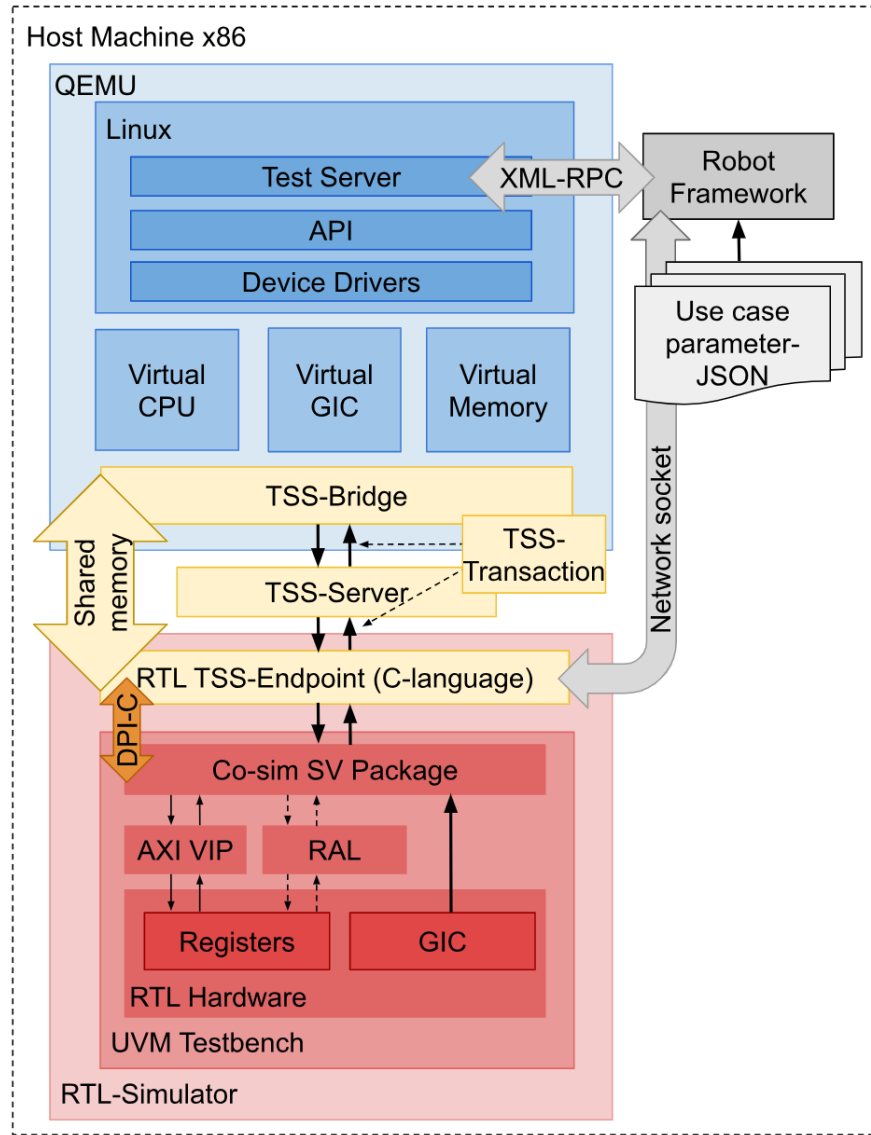 Host Machine x86
QEMU
Linux
Test Server
XML-RPC
Robot
Framework
API
Device Drivers
Use case
parameter-
JSON
Virtual
CPU
Virtual
GIC
Virtual
Memory
TSS-Bridge
TSS-
Transaction
Shared
memory
TSS-Server
Network socket
RTL TSS-Endpoint (C-language)
DPI-C
Co-sim SV Package
AXI VIP
RAL
Registers
GIC
RTL Hardware
UVM Testbench
RTL-Simulator